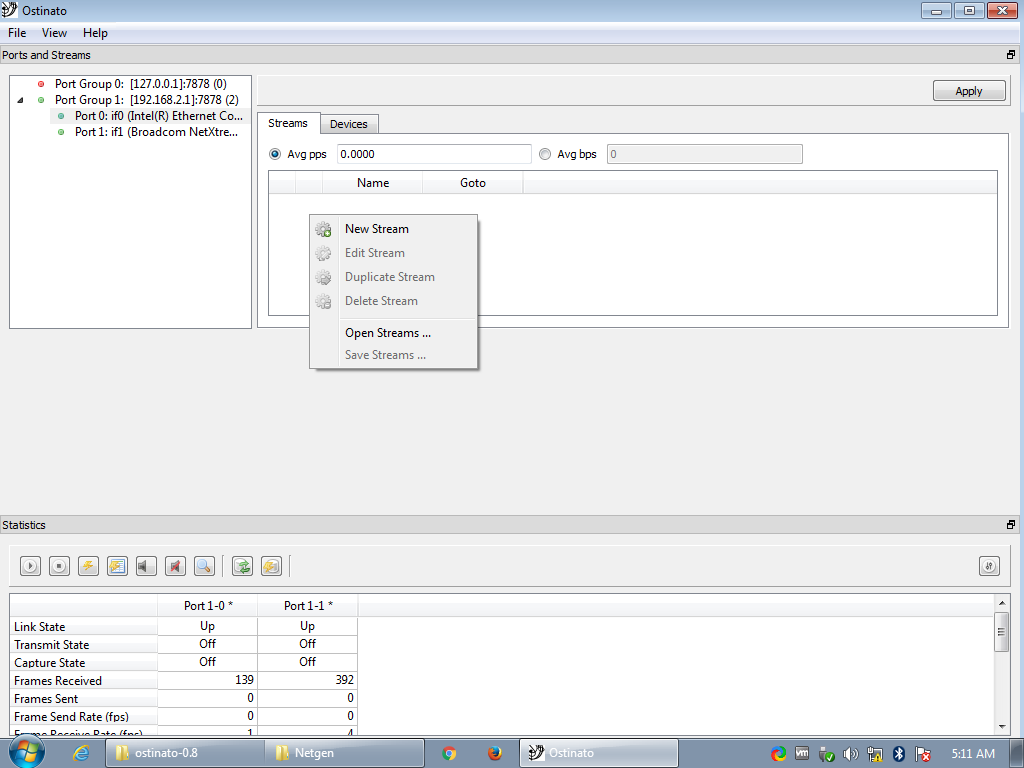 Ostinato
File View Help
Ports and Streams
Port Group 0: [127.0.0.1]:7878 (0)
Port Group 1: [192.168.2.1]:7878 (2)
Port 0: if0 (Intel(R) Ethernet Co...
Port 1: if1 (Broadcom NetXtre...
Apply
Streams Devices
Avg pps 0.0000 Avg bps 0
Name Goto
New Stream
Edit Stream
Duplicate Stream
Delete Stream
Open Streams ...
Save Streams ...
Statistics
Port 1-0 * Port 1-1 *
Link State Up Up
Transmit State Off Off
Capture State Off Off
Frames Received 139 392
Frames Sent 0 0
Frame Send Rate (fps) 0 0
Frame Receive Rate (fps) 1 4
ostinato-0.8 Netgen Ostinato vm 5:11 AM